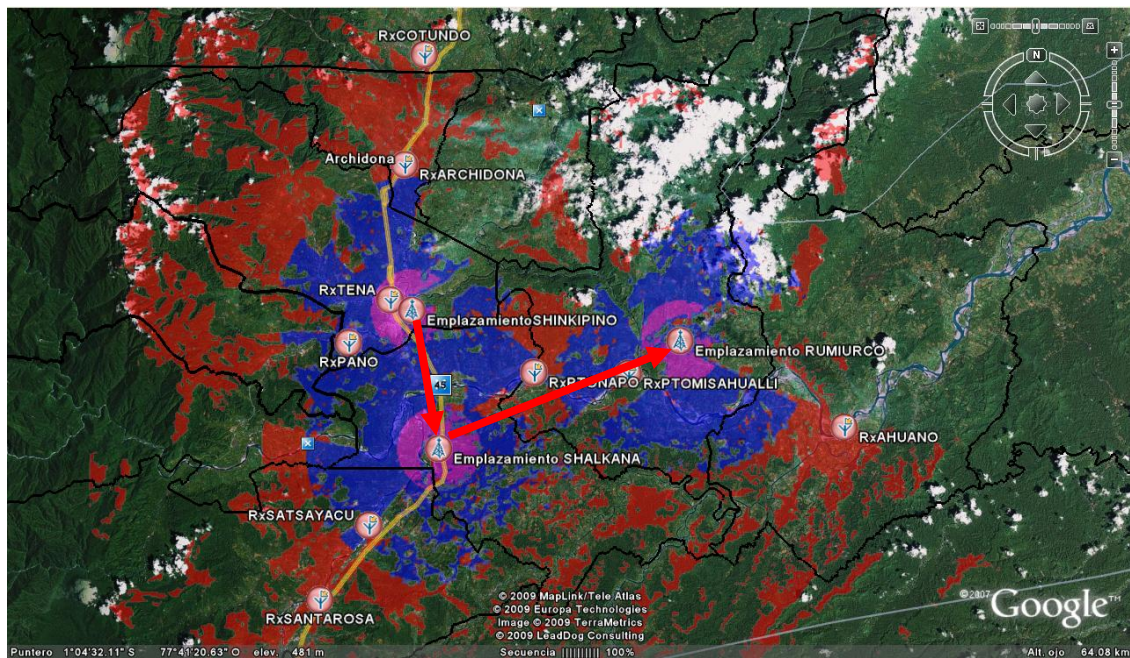 RxCOTUNDO
N
Archidona
RxARCHIDONA
RxTENA
EmplazamientoSHINKIPINO
RxPANO
Emplazamiento RUMIURCO
RxPTONAPO
RxPTOMISAHUALLI
45
RxAHUANO
Emplazamiento SHALKANA
RxSATSAYACU
RxSANTAROSA
© 2009 MapLink/Tele Atlas
© 2009 Europa Technologies
Image © 2009 TerraMetrics
© 2009 LeadDog Consulting
©2007 Google™
Puntero 1°04'32.11" S 77°41'20.63" O elev. 481 m Secuencia 100% Alt. ojo 64.08 km